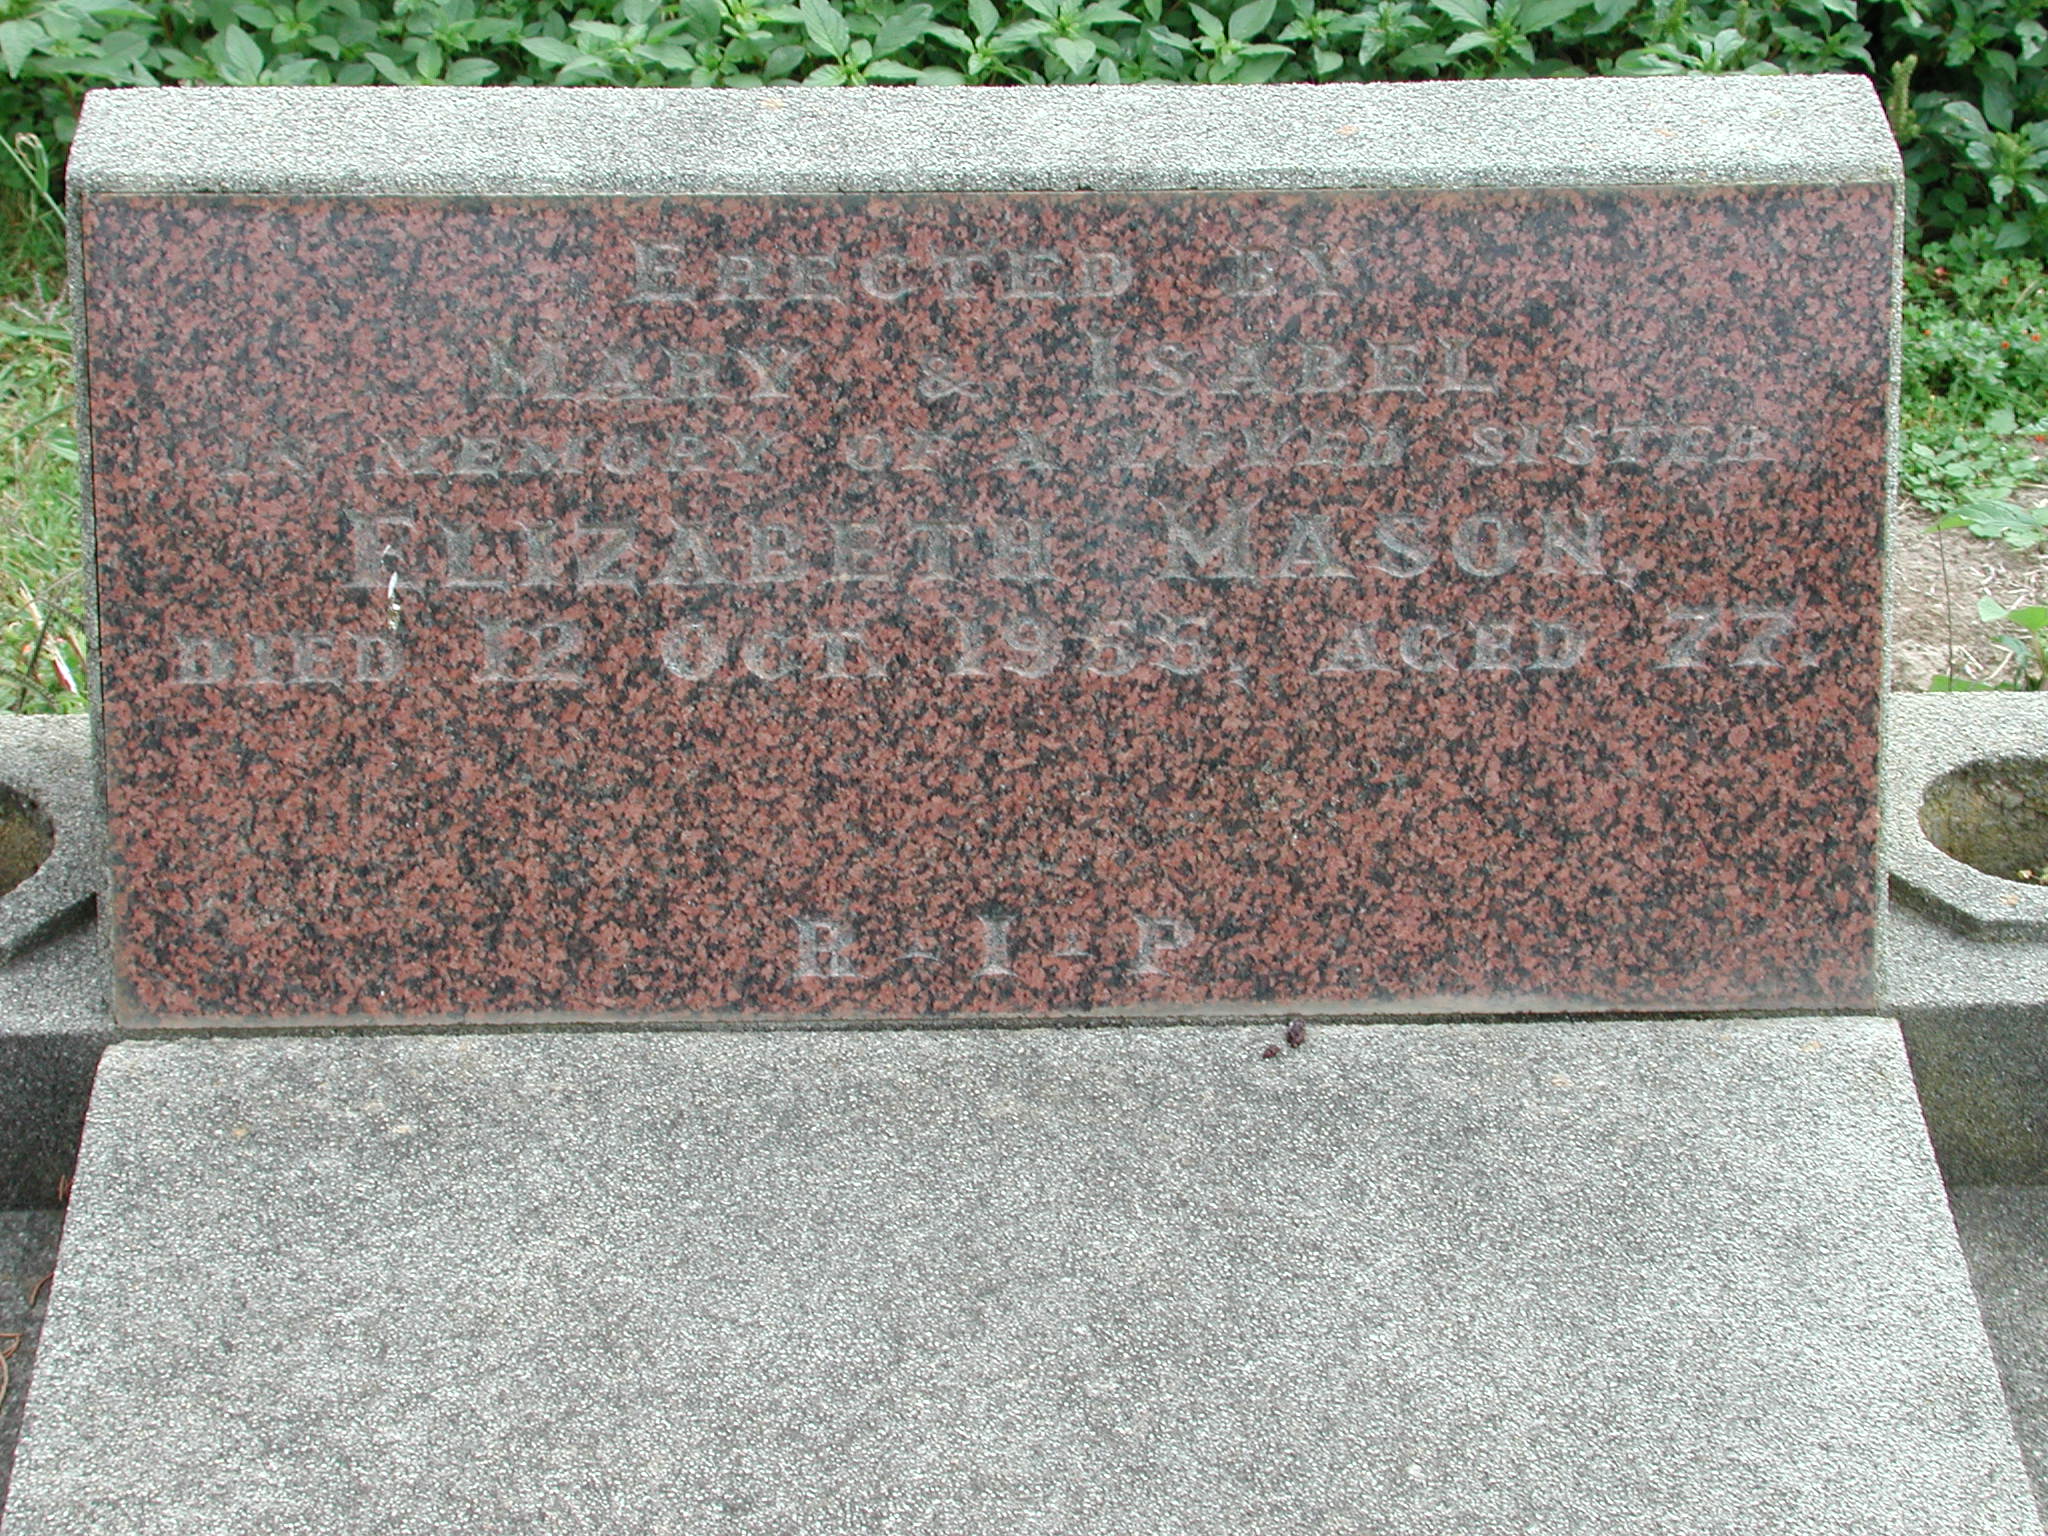 ERECTED BY
MARY & ISABEL
IN MEMORY OF A LOVED SISTER,
ELIZABETH MASON,
DIED 12 OCT. 1955, AGED 77.
R-I-P